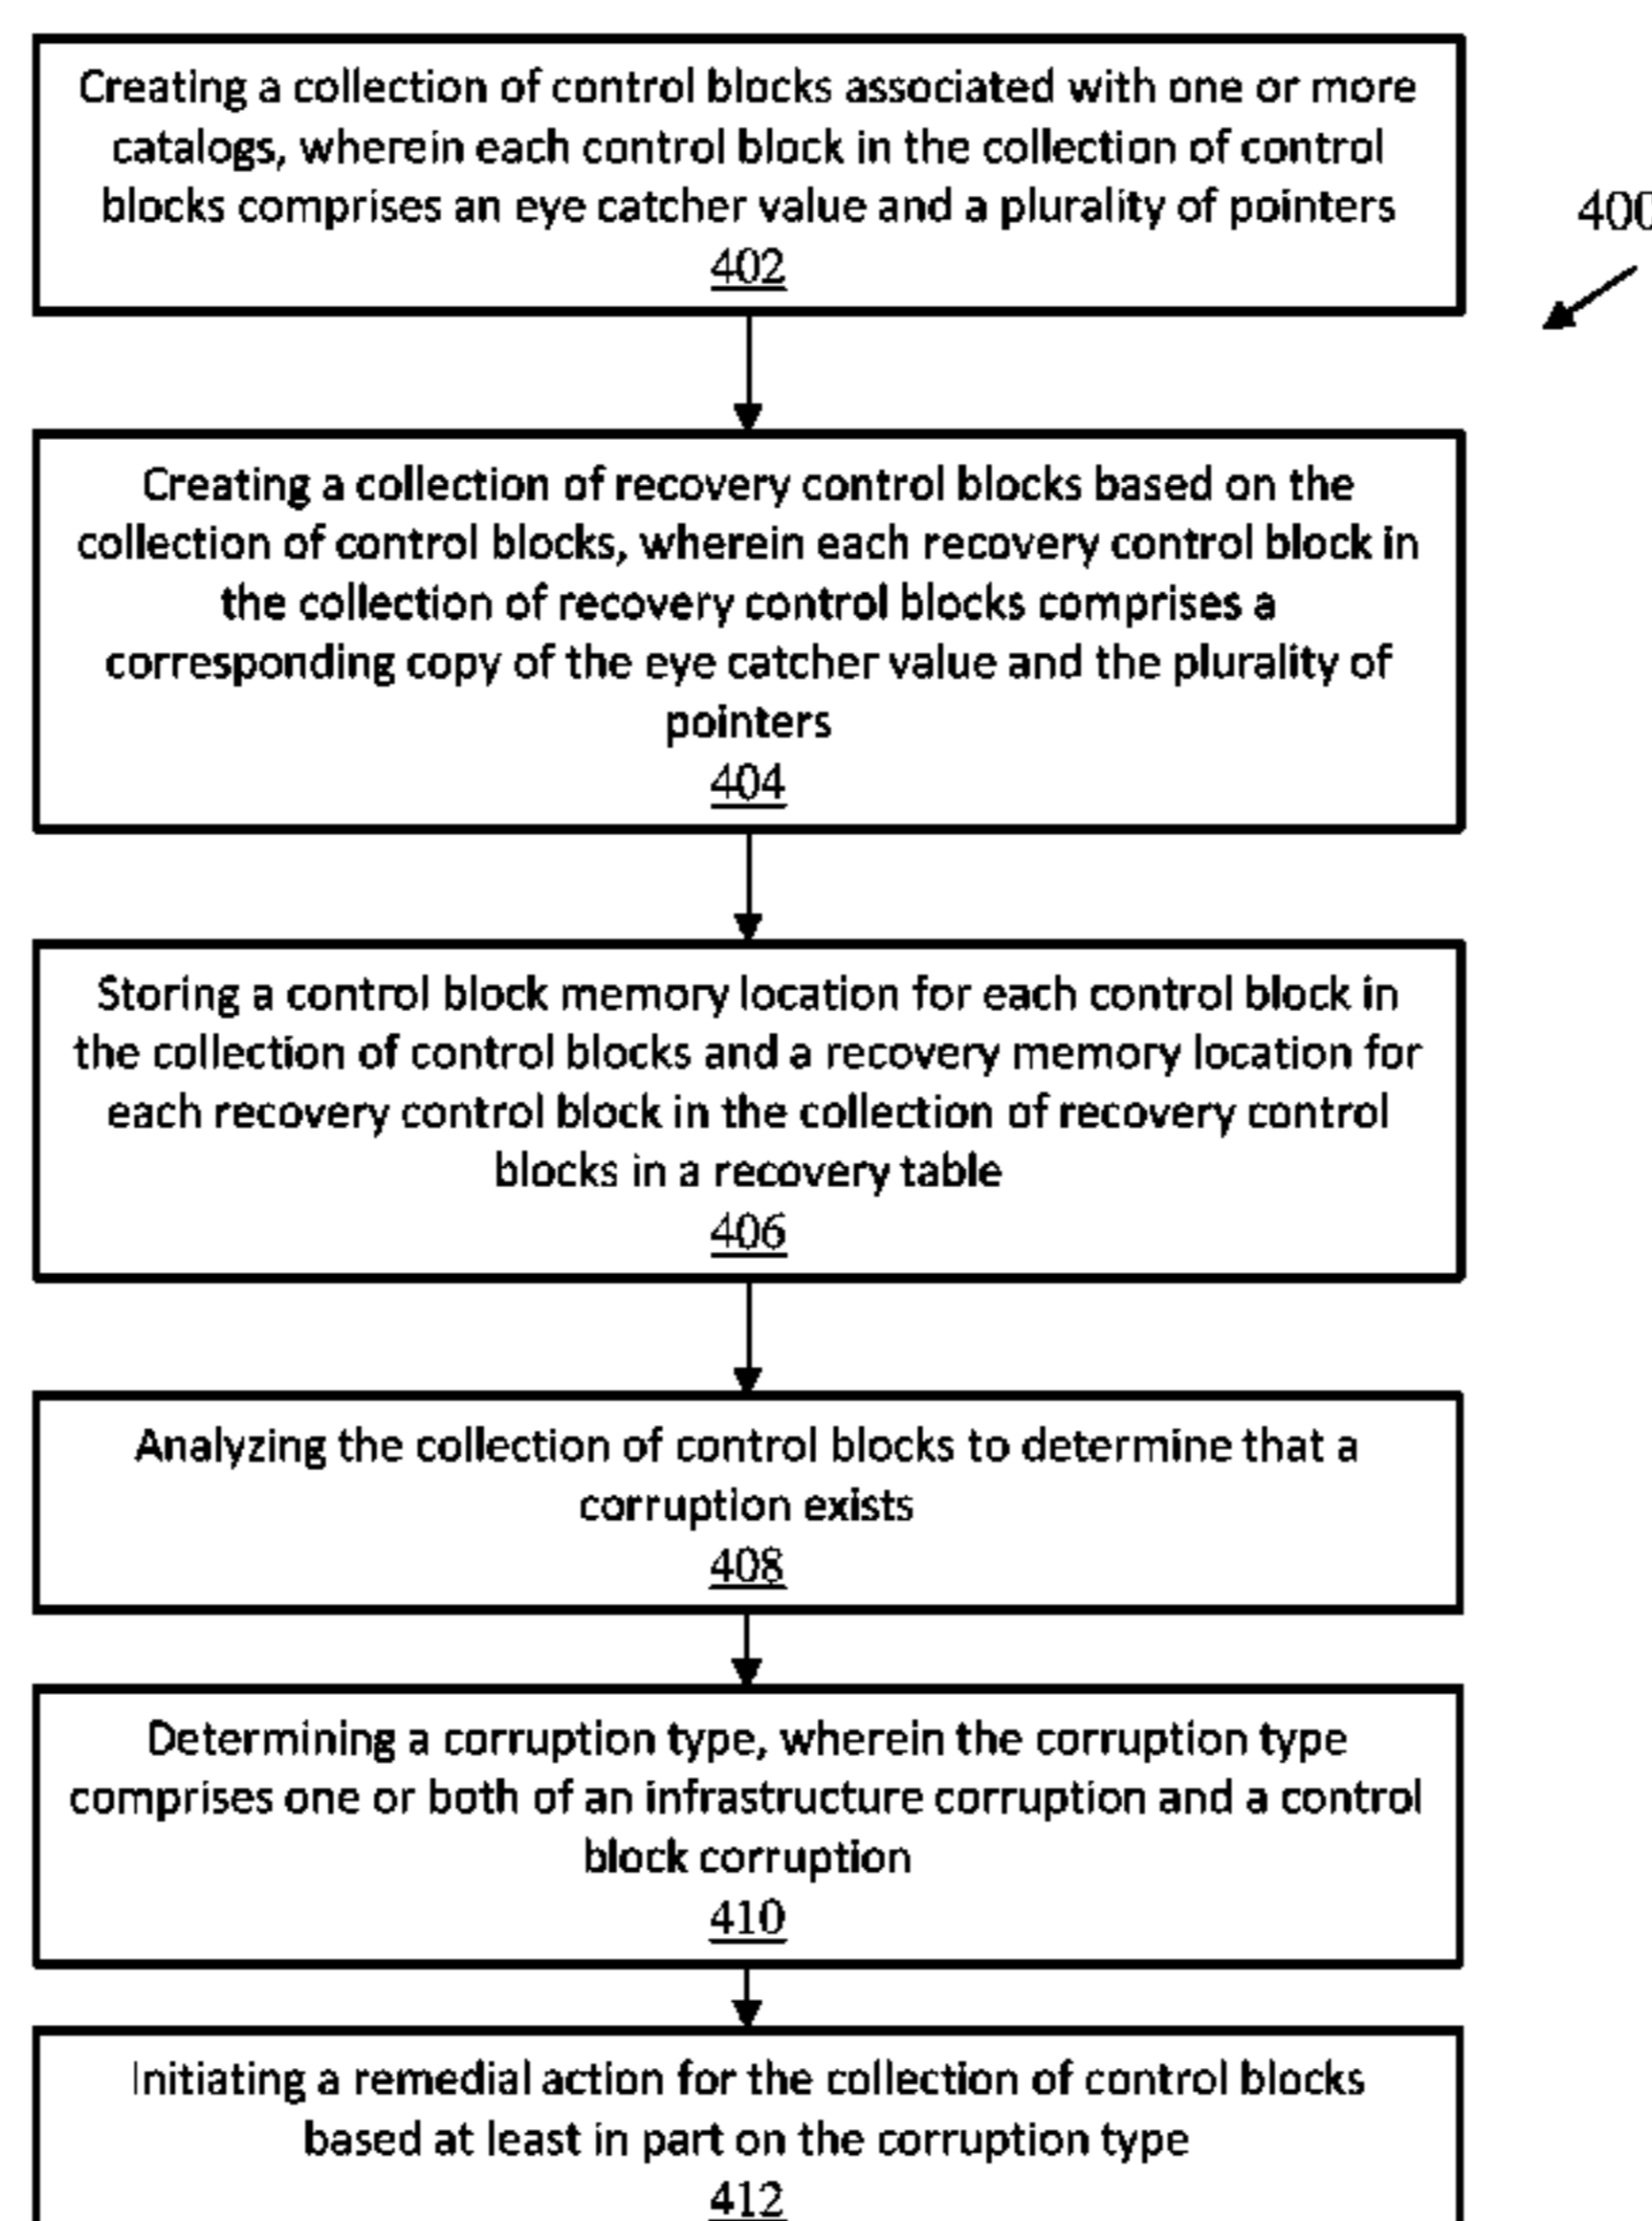 Creating a collection of control blocks associated with one or more
catalogs, wherein each control block in the collection of control
blocks comprises an eye catcher value and a plurality of pointers
402
400
Creating a collection of recovery control blocks based on the
collection of control blocks, wherein each recovery control block in
the collection of recovery control blocks comprises a
corresponding copy of the eye catcher value and the plurality of
pointers
404
Storing a control block memory location for each control block in
the collection of control blocks and a recovery memory location for
each recovery control block in the collection of recovery control
blocks in a recovery table
406
Analyzing the collection of control blocks to determine that a
corruption exists
408
Determining a corruption type, wherein the corruption type
comprises one or both of an infrastructure corruption and a control
block corruption
410
Initiating a remedial action for the collection of control blocks
based at least in part on the corruption type
412